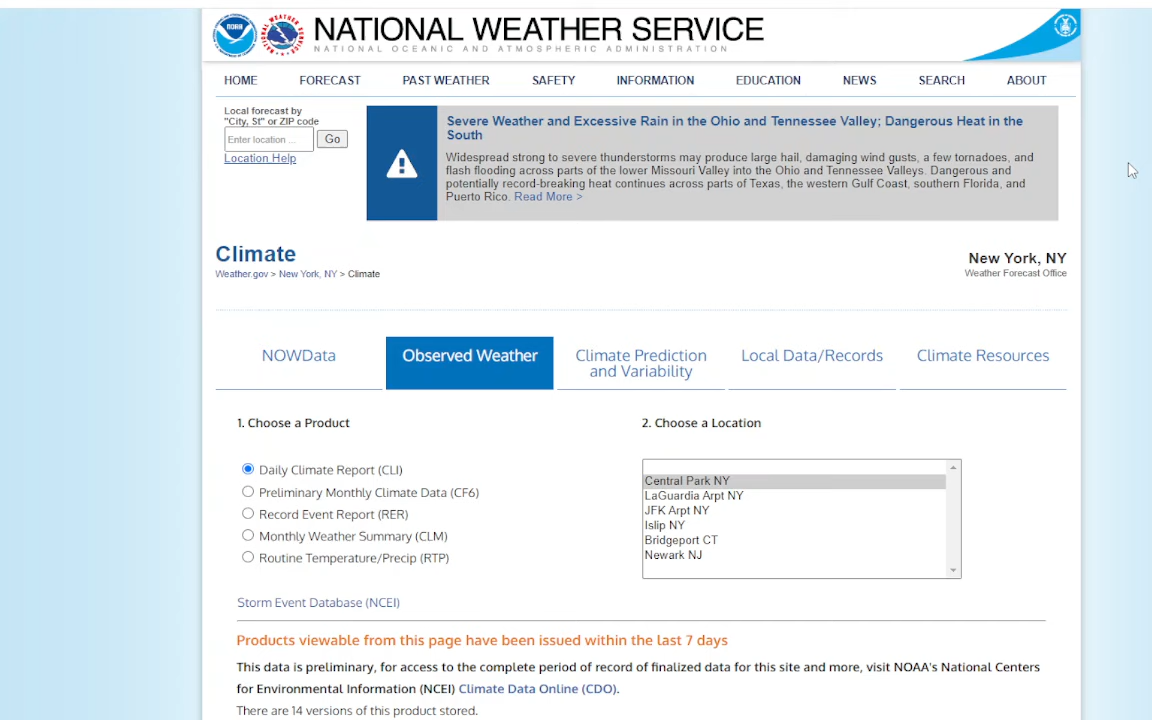 NATIONAL WEATHER SERVICE
NATIONAL OCEANIC AND ATMOSPHERIC ADMINISTRATION
HOME FORECAST PAST WEATHER SAFETY INFORMATION EDUCATION NEWS SEARCH ABOUT
Local forecast by
"City, St" or ZIP code
Enter location ... Go
Location Help
Severe Weather and Excessive Rain in the Ohio and Tennessee Valley; Dangerous Heat in the
South
Widespread strong to severe thunderstorms may produce large hail, damaging wind gusts, a few tornadoes, and
flash flooding across parts of the lower Missouri Valley into the Ohio and Tennessee Valleys. Dangerous and
potentially record-breaking heat continues across parts of Texas, the western Gulf Coast, southern Florida, and
Puerto Rico. Read More >
Climate
Weather.gov > New York, NY > Climate
New York, NY
Weather Forecast Office
NOWData
Observed Weather
Climate Prediction
and Variability
Local Data/Records
Climate Resources
1. Choose a Product
Daily Climate Report (CLI)
Preliminary Monthly Climate Data (CF6)
Record Event Report (RER)
Monthly Weather Summary (CLM)
Routine Temperature/Precip (RTP)
2. Choose a Location
Central Park NY
LaGuardia Arpt NY
JFK Arpt NY
Islip NY
Bridgeport CT
Newark NJ
Storm Event Database (NCEI)
Products viewable from this page have been issued within the last 7 days
This data is preliminary, for access to the complete period of record of finalized data for this site and more, visit NOAA's National Centers
for Environmental Information (NCEI) Climate Data Online (CDO).
There are 14 versions of this product stored.